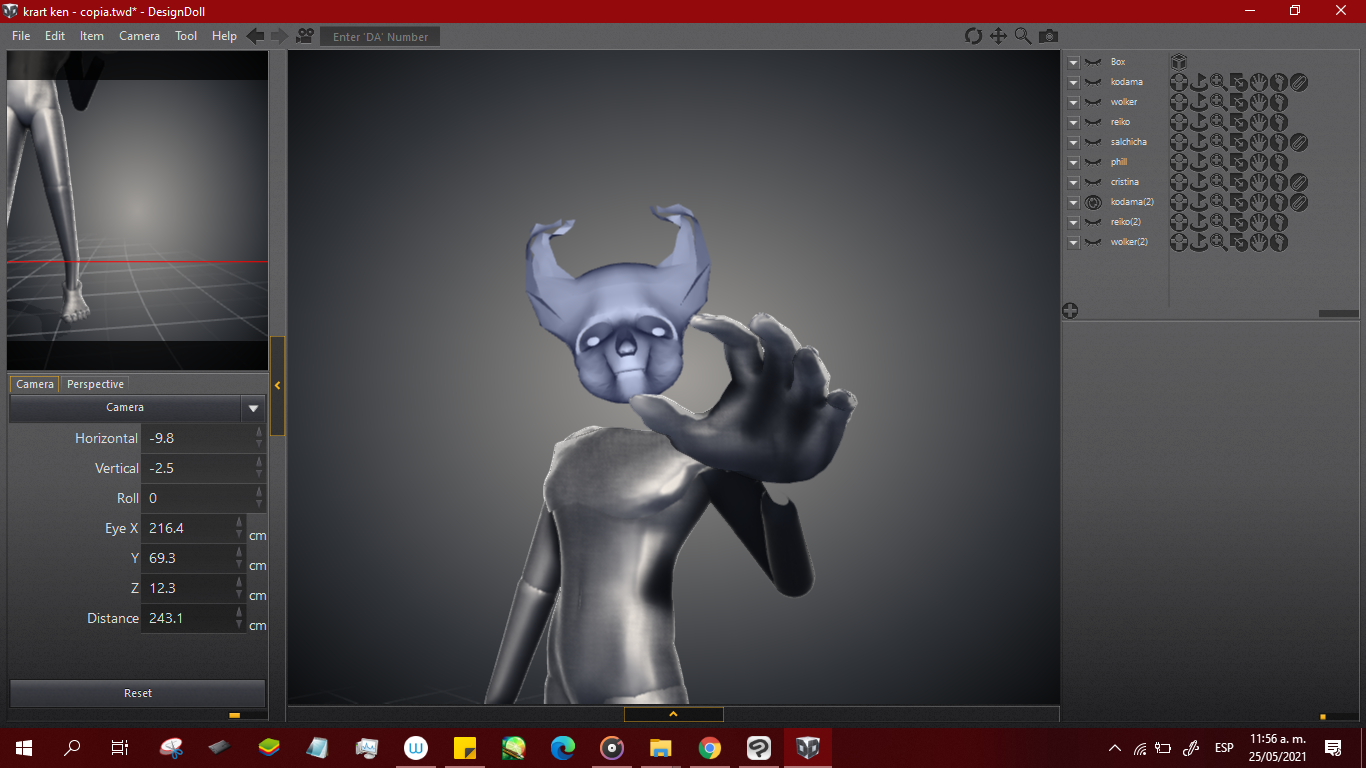 krart ken - copia.twd* - DesignDoll
File Edit Item Camera Tool Help Enter 'DA' Number
Box
kodama
wolker
reiko
salchicha
phill
cristina
kodama(2)
reiko(2)
wolker(2)
Camera Perspective
Camera
Horizontal -9.8
Vertical -2.5
Roll 0
Eye X 216.4 cm
Y 69.3 cm
Z 12.3 cm
Distance 243.1 cm
Reset
ESP
11:56 a. m.
25/05/2021